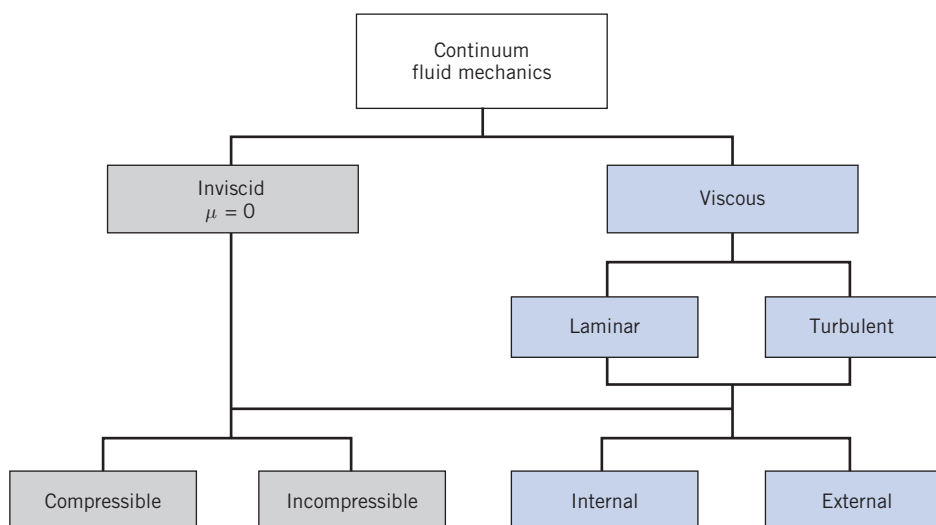 Continuum
fluid mechanics
Inviscid
μ = 0
Viscous
Laminar
Turbulent
Compressible
Incompressible
Internal
External